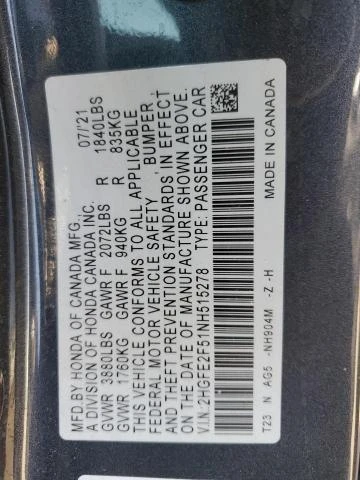 MFD BY HONDA OF CANADA MFG., 07/'21
A DIVISION OF HONDA CANADA INC.
GVWR 3880LBS GAWR F 2072LBS R 1840LBS
GVWR 1760KG GAWR F 940KG R 835KG
THIS VEHICLE CONFORMS TO ALL APPLICABLE
FEDERAL MOTOR VEHICLE SAFETY, BUMPER,
AND THEFT PREVENTION STANDARDS IN EFFECT
ON THE DATE OF MANUFACTURE SHOWN ABOVE.
V.I.N.: 2HGFE2F51NH515278 TYPE: PASSENGER CAR
T23 N AG5 -NH904M -Z -H MADE IN CANADA